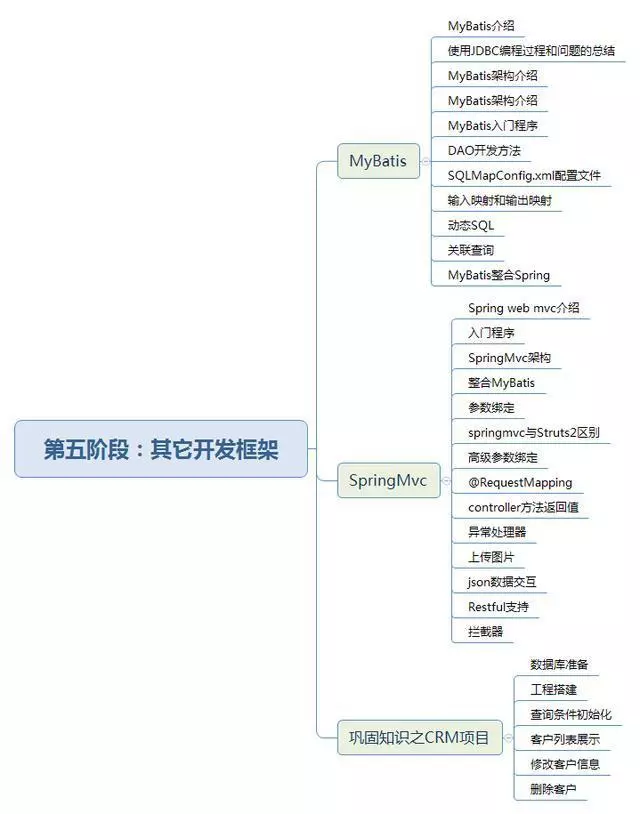 第五阶段：其它开发框架
MyBatis
MyBatis介绍
使用JDBC编程过程和问题的总结
MyBatis架构介绍
MyBatis架构介绍
MyBatis入门程序
DAO开发方法
SQLMapConfig.xml配置文件
输入映射和输出映射
动态SQL
关联查询
MyBatis整合Spring
SpringMvc
Spring web mvc介绍
入门程序
SpringMvc架构
整合MyBatis
参数绑定
springmvc与Struts2区别
高级参数绑定
@RequestMapping
controller方法返回值
异常处理器
上传图片
json数据交互
Restful支持
拦截器
巩固知识之CRM项目
数据库准备
工程搭建
查询条件初始化
客户列表展示
修改客户信息
删除客户